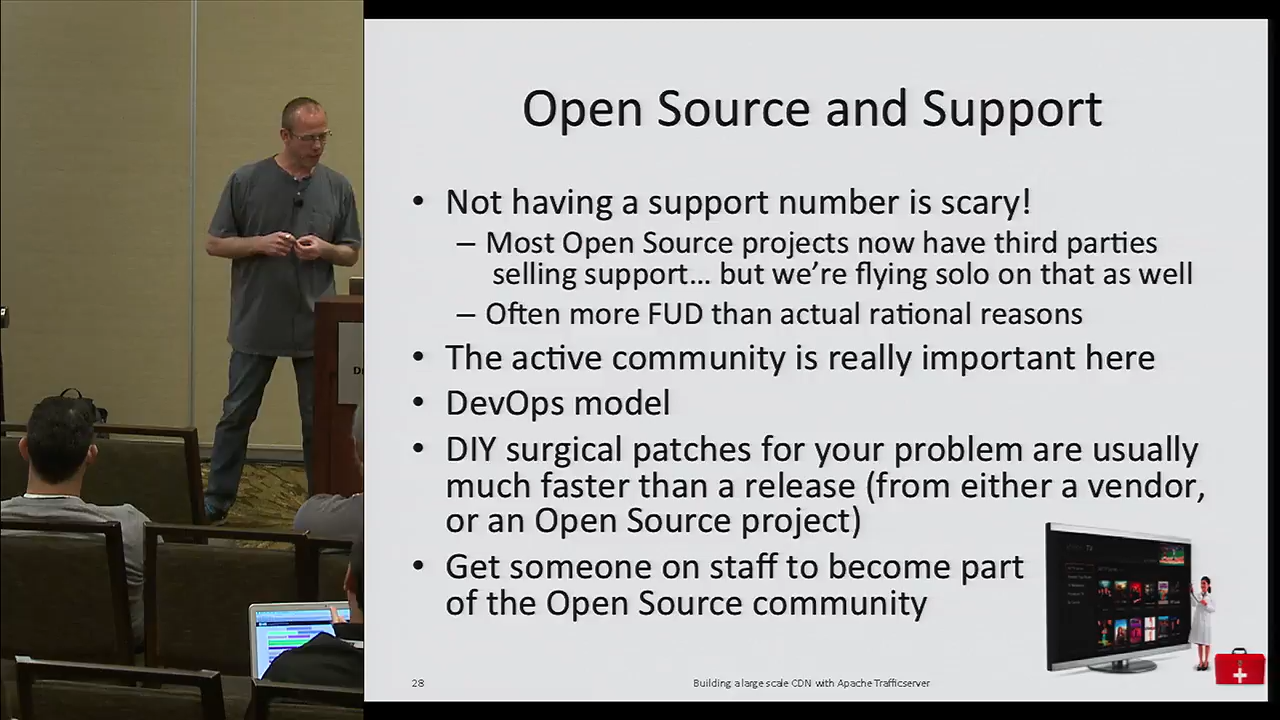 Open Source and Support
• Not having a support number is scary!
– Most Open Source projects now have third parties
selling support... but we're flying solo on that as well
– Often more FUD than actual rational reasons
• The active community is really important here
• DevOps model
• DIY surgical patches for your problem are usually
much faster than a release (from either a vendor,
or an Open Source project)
• Get someone on staff to become part
of the Open Source community
28
Building a large scale CDN with Apache Trafficserver